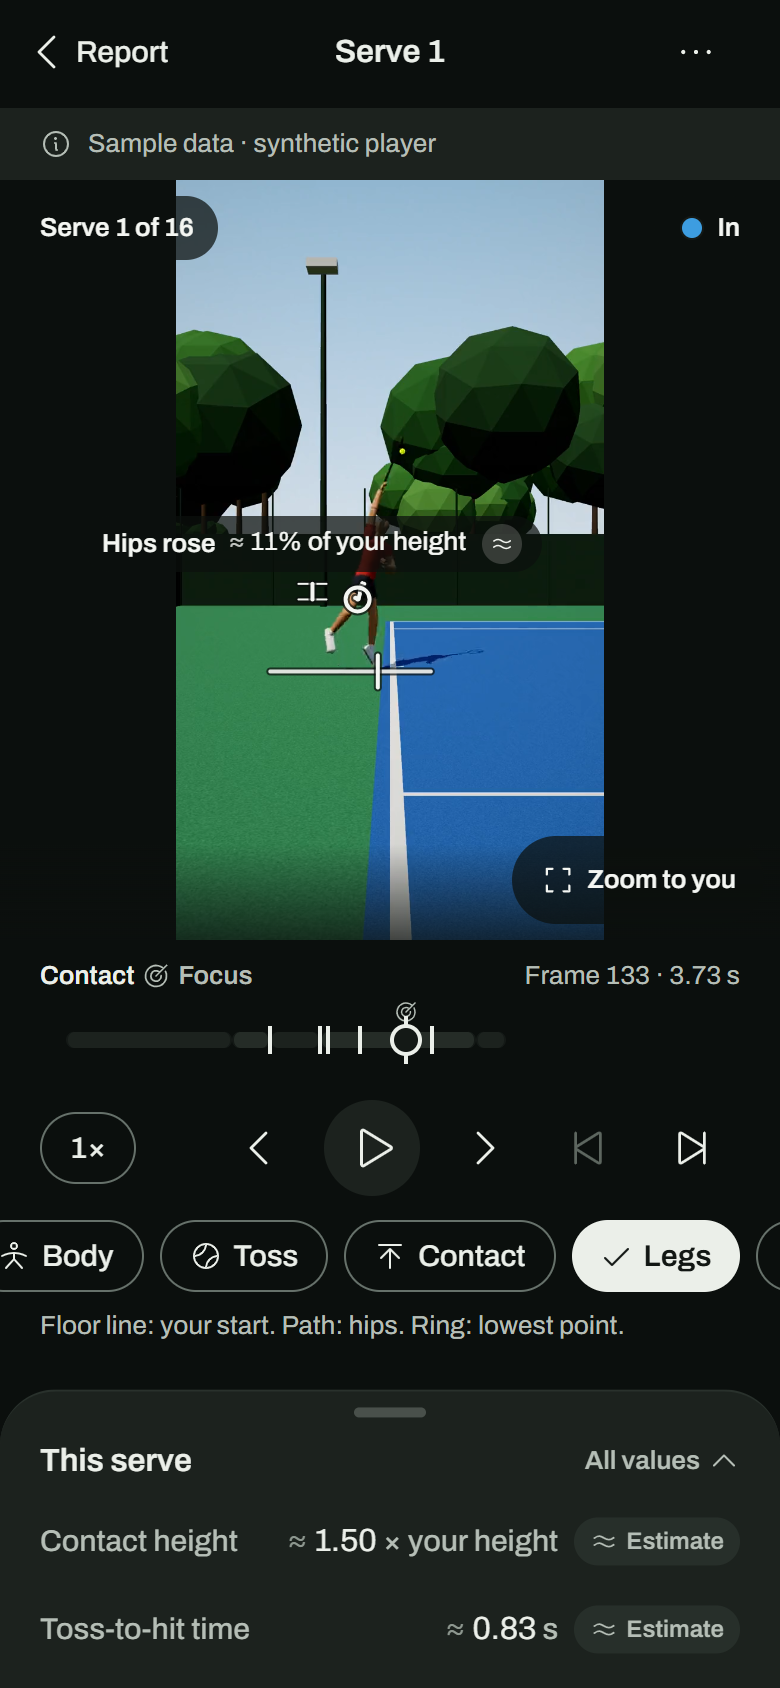 Report
Serve 1
Sample data · synthetic player
Serve 1 of 16
In
Hips rose ≈ 11% of your height ≈
Zoom to you
Contact Focus
Frame 133 · 3.73 s
1×
Body
Toss
Contact
Legs
Floor line: your start. Path: hips. Ring: lowest point.
This serve
All values
Contact height ≈ 1.50 × your height ≈ Estimate
Toss-to-hit time ≈ 0.83 s ≈ Estimate